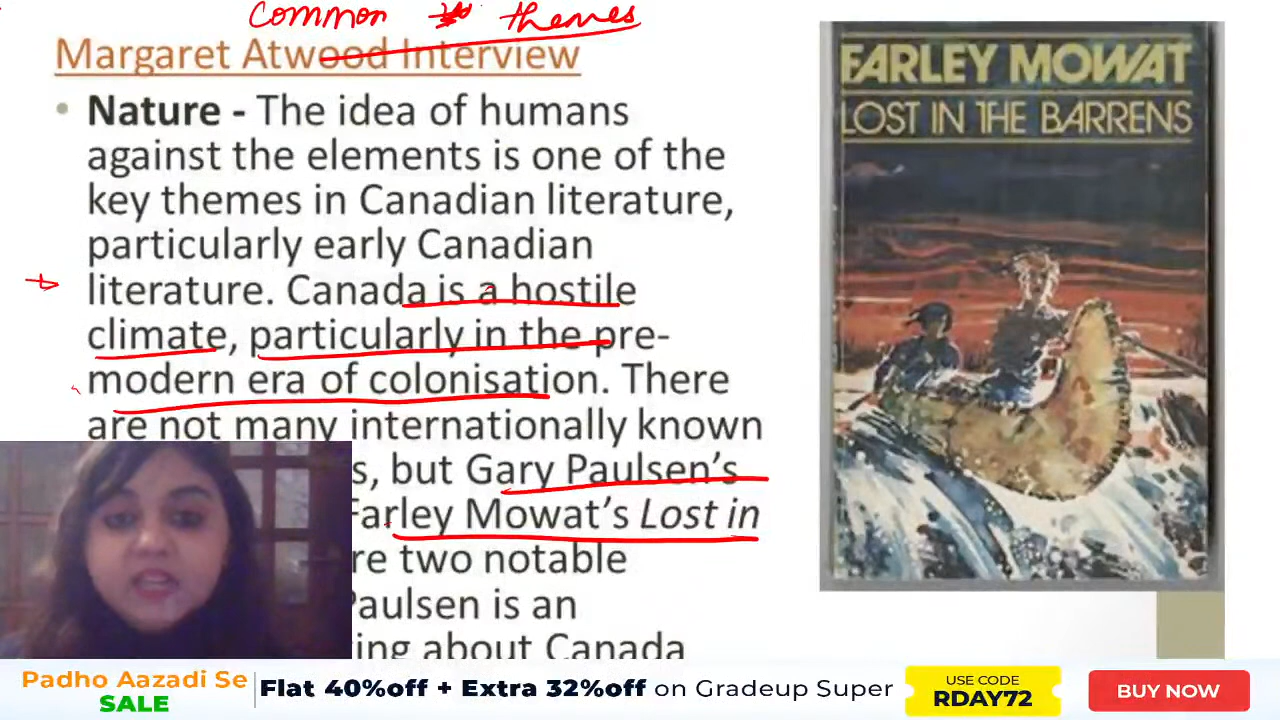 Common themes
Margaret Atwood Interview
• Nature - The idea of humans
against the elements is one of the
key themes in Canadian literature,
particularly early Canadian
literature. Canada is a hostile
climate, particularly in the pre-
modern era of colonisation. There
are not many internationally known
s, but Gary Paulsen's
Farley Mowat's Lost in
re two notable
Paulsen is an
ing about Canada
FARLEY MOWAT
LOST IN THE BARRENS
Padho Aazadi Se
SALE
Flat 40%off + Extra 32%off on Gradeup Super
USE CODE
RDAY72
BUY NOW